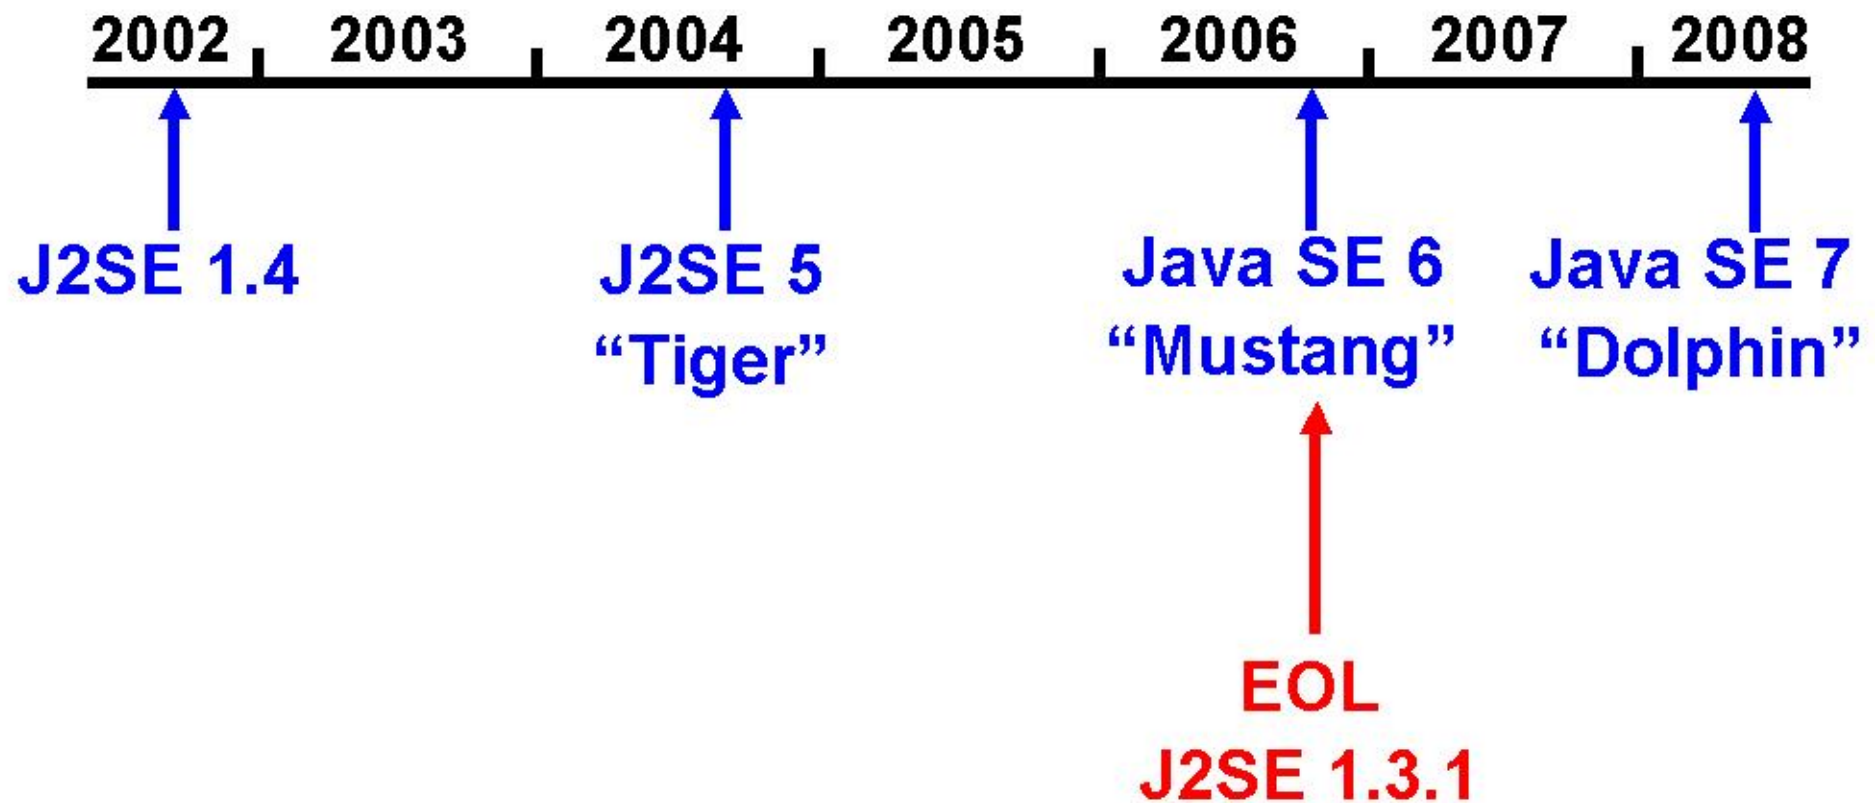 2002 2003 2004 2005 2006 2007 2008
J2SE 1.4
J2SE 5
“Tiger”
Java SE 6
“Mustang”
Java SE 7
“Dolphin”
EOL
J2SE 1.3.1